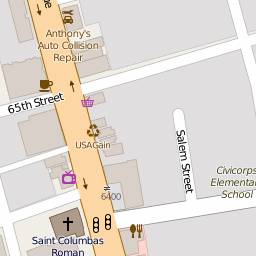 Anthony's
Auto Collision
Repair
65th Street
USAGain
Salem Street
Civicorps
Elementary
School
6400
Saint Columbas
Roman